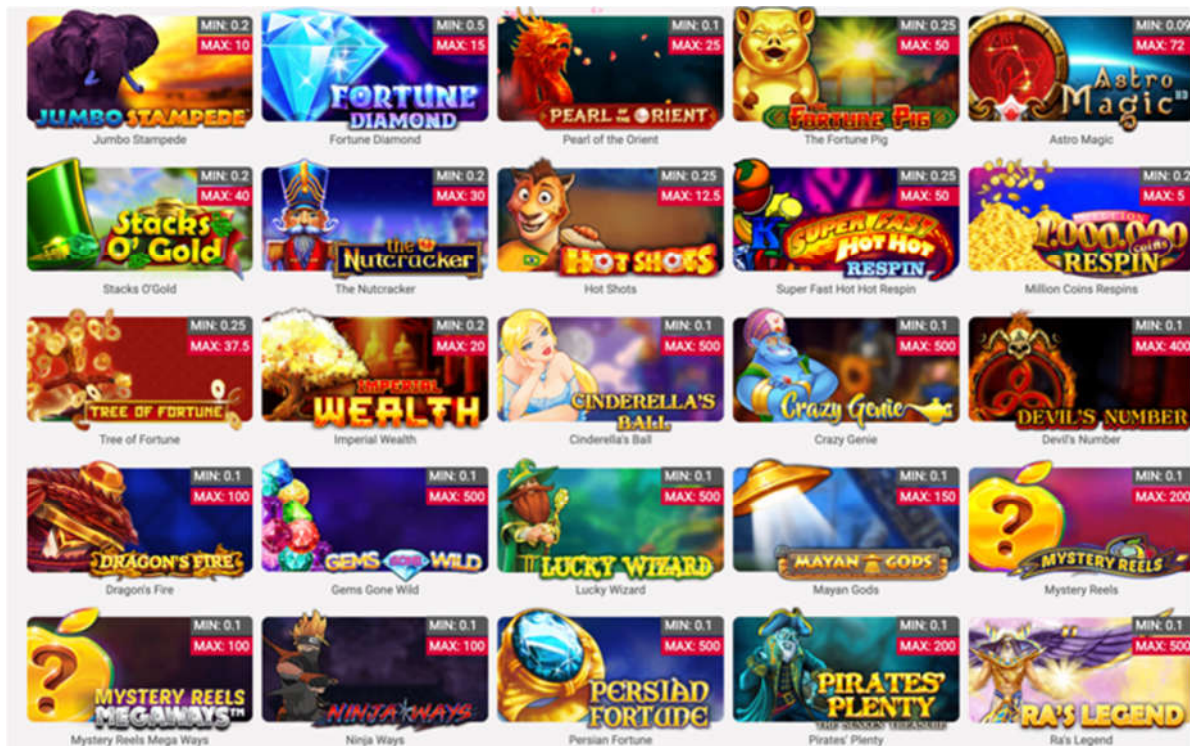 MIN: 0.2
MAX: 10
JUMBO STAMPEDE
Jumbo Stampede
MIN: 0.5
MAX: 15
FORTUNE
DIAMOND
Fortune Diamond
MIN: 0.1
MAX: 25
PEARL OF THE ORIENT
Pearl of the Orient
MIN: 0.25
MAX: 50
THE
FORTUNE PIG
The Fortune Pig
MIN: 0.09
MAX: 72
Astro
Magic HD
Astro Magic
MIN: 0.2
MAX: 40
Stacks
O' Gold
Stacks O'Gold
MIN: 0.2
MAX: 30
the
Nutcracker
The Nutcracker
MIN: 0.25
MAX: 12.5
HOT SHOTS
Hot Shots
MIN: 0.25
MAX: 50
SUPER FAST
HOT HOT
RESPIN
Super Fast Hot Hot Respin
MIN: 0.2
MAX: 5
MILLION
1.000.000
coins
RESPIN
Million Coins Respins
MIN: 0.25
MAX: 37.5
TREE OF FORTUNE
Tree of Fortune
MIN: 0.2
MAX: 20
IMPERIAL
WEALTH
Imperial Wealth
MIN: 0.1
MAX: 500
CINDERELLA'S
BALL
Cinderella's Ball
MIN: 0.1
MAX: 500
Crazy Genie
Crazy Genie
MIN: 0.1
MAX: 400
DEVIL'S NUMBER
Devil's Number
MIN: 0.1
MAX: 100
DRAGON'S FIRE
Dragon's Fire
MIN: 0.1
MAX: 500
GEMS GONE WILD
Gems Gone Wild
MIN: 0.1
MAX: 500
LUCKY WIZARD
Lucky Wizard
MIN: 0.1
MAX: 150
MAYAN GODS
Mayan Gods
MIN: 0.1
MAX: 200
?
MYSTERY REELS
Mystery Reels
MIN: 0.1
MAX: 100
?
MYSTERY REELS
MEGAWAYS™
Mystery Reels Mega Ways
MIN: 0.1
MAX: 100
NINJA WAYS
Ninja Ways
MIN: 0.1
MAX: 500
PERSIAN
FORTUNE
Persian Fortune
MIN: 0.1
MAX: 200
PIRATES'
PLENTY
THE SUNKEN TREASURE
Pirates' Plenty
MIN: 0.1
MAX: 500
RA'S LEGEND
Ra's Legend